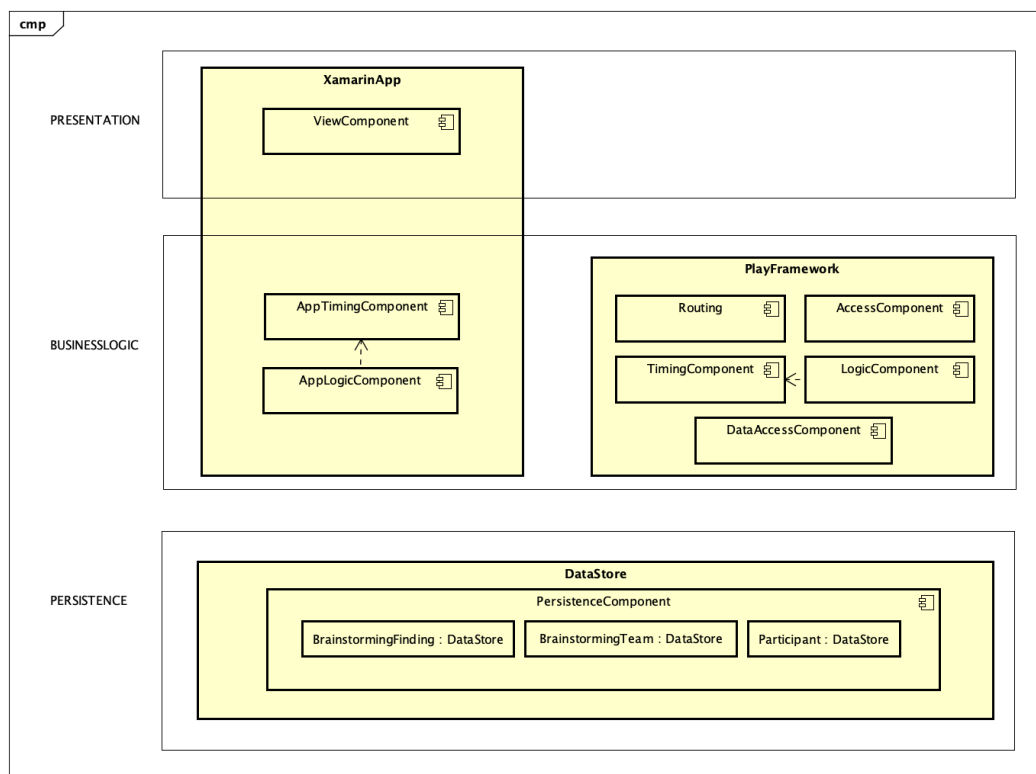 cmp
XamarinApp
PRESENTATION
ViewComponent
PlayFramework
AppTimingComponent
Routing
AccessComponent
BUSINESSLOGIC
AppLogicComponent
TimingComponent
LogicComponent
DataAccessComponent
DataStore
PERSISTENCE
PersistenceComponent
BrainstormingFinding : DataStore
BrainstormingTeam : DataStore
Participant : DataStore